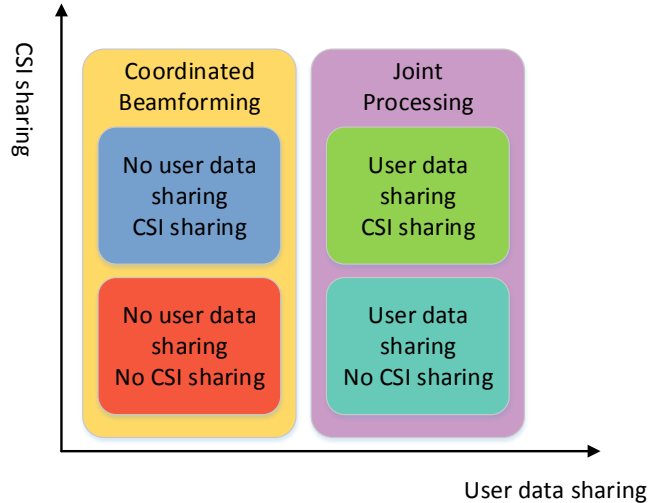 CSI sharing
Coordinated
Beamforming
No user data
sharing
CSI sharing
No user data
sharing
No CSI sharing
Joint
Processing
User data
sharing
CSI sharing
User data
sharing
No CSI sharing
User data sharing